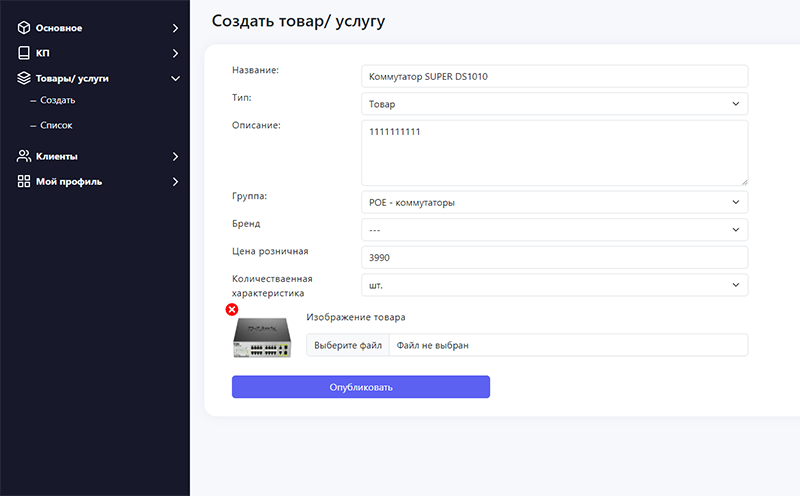 Основное
КП
Товары/ услуги
— Создать
— Список
Клиенты
Мой профиль
Создать товар/ услугу
Название:
Коммутатор SUPER DS1010
Тип:
Товар
Описание:
1111111111
Группа:
POE - коммутаторы
Бренд
---
Цена розничная
3990
Количестваенная
характеристика
шт.
D-Link
Изображение товара
Выберите файл
Файл не выбран
Опубликовать